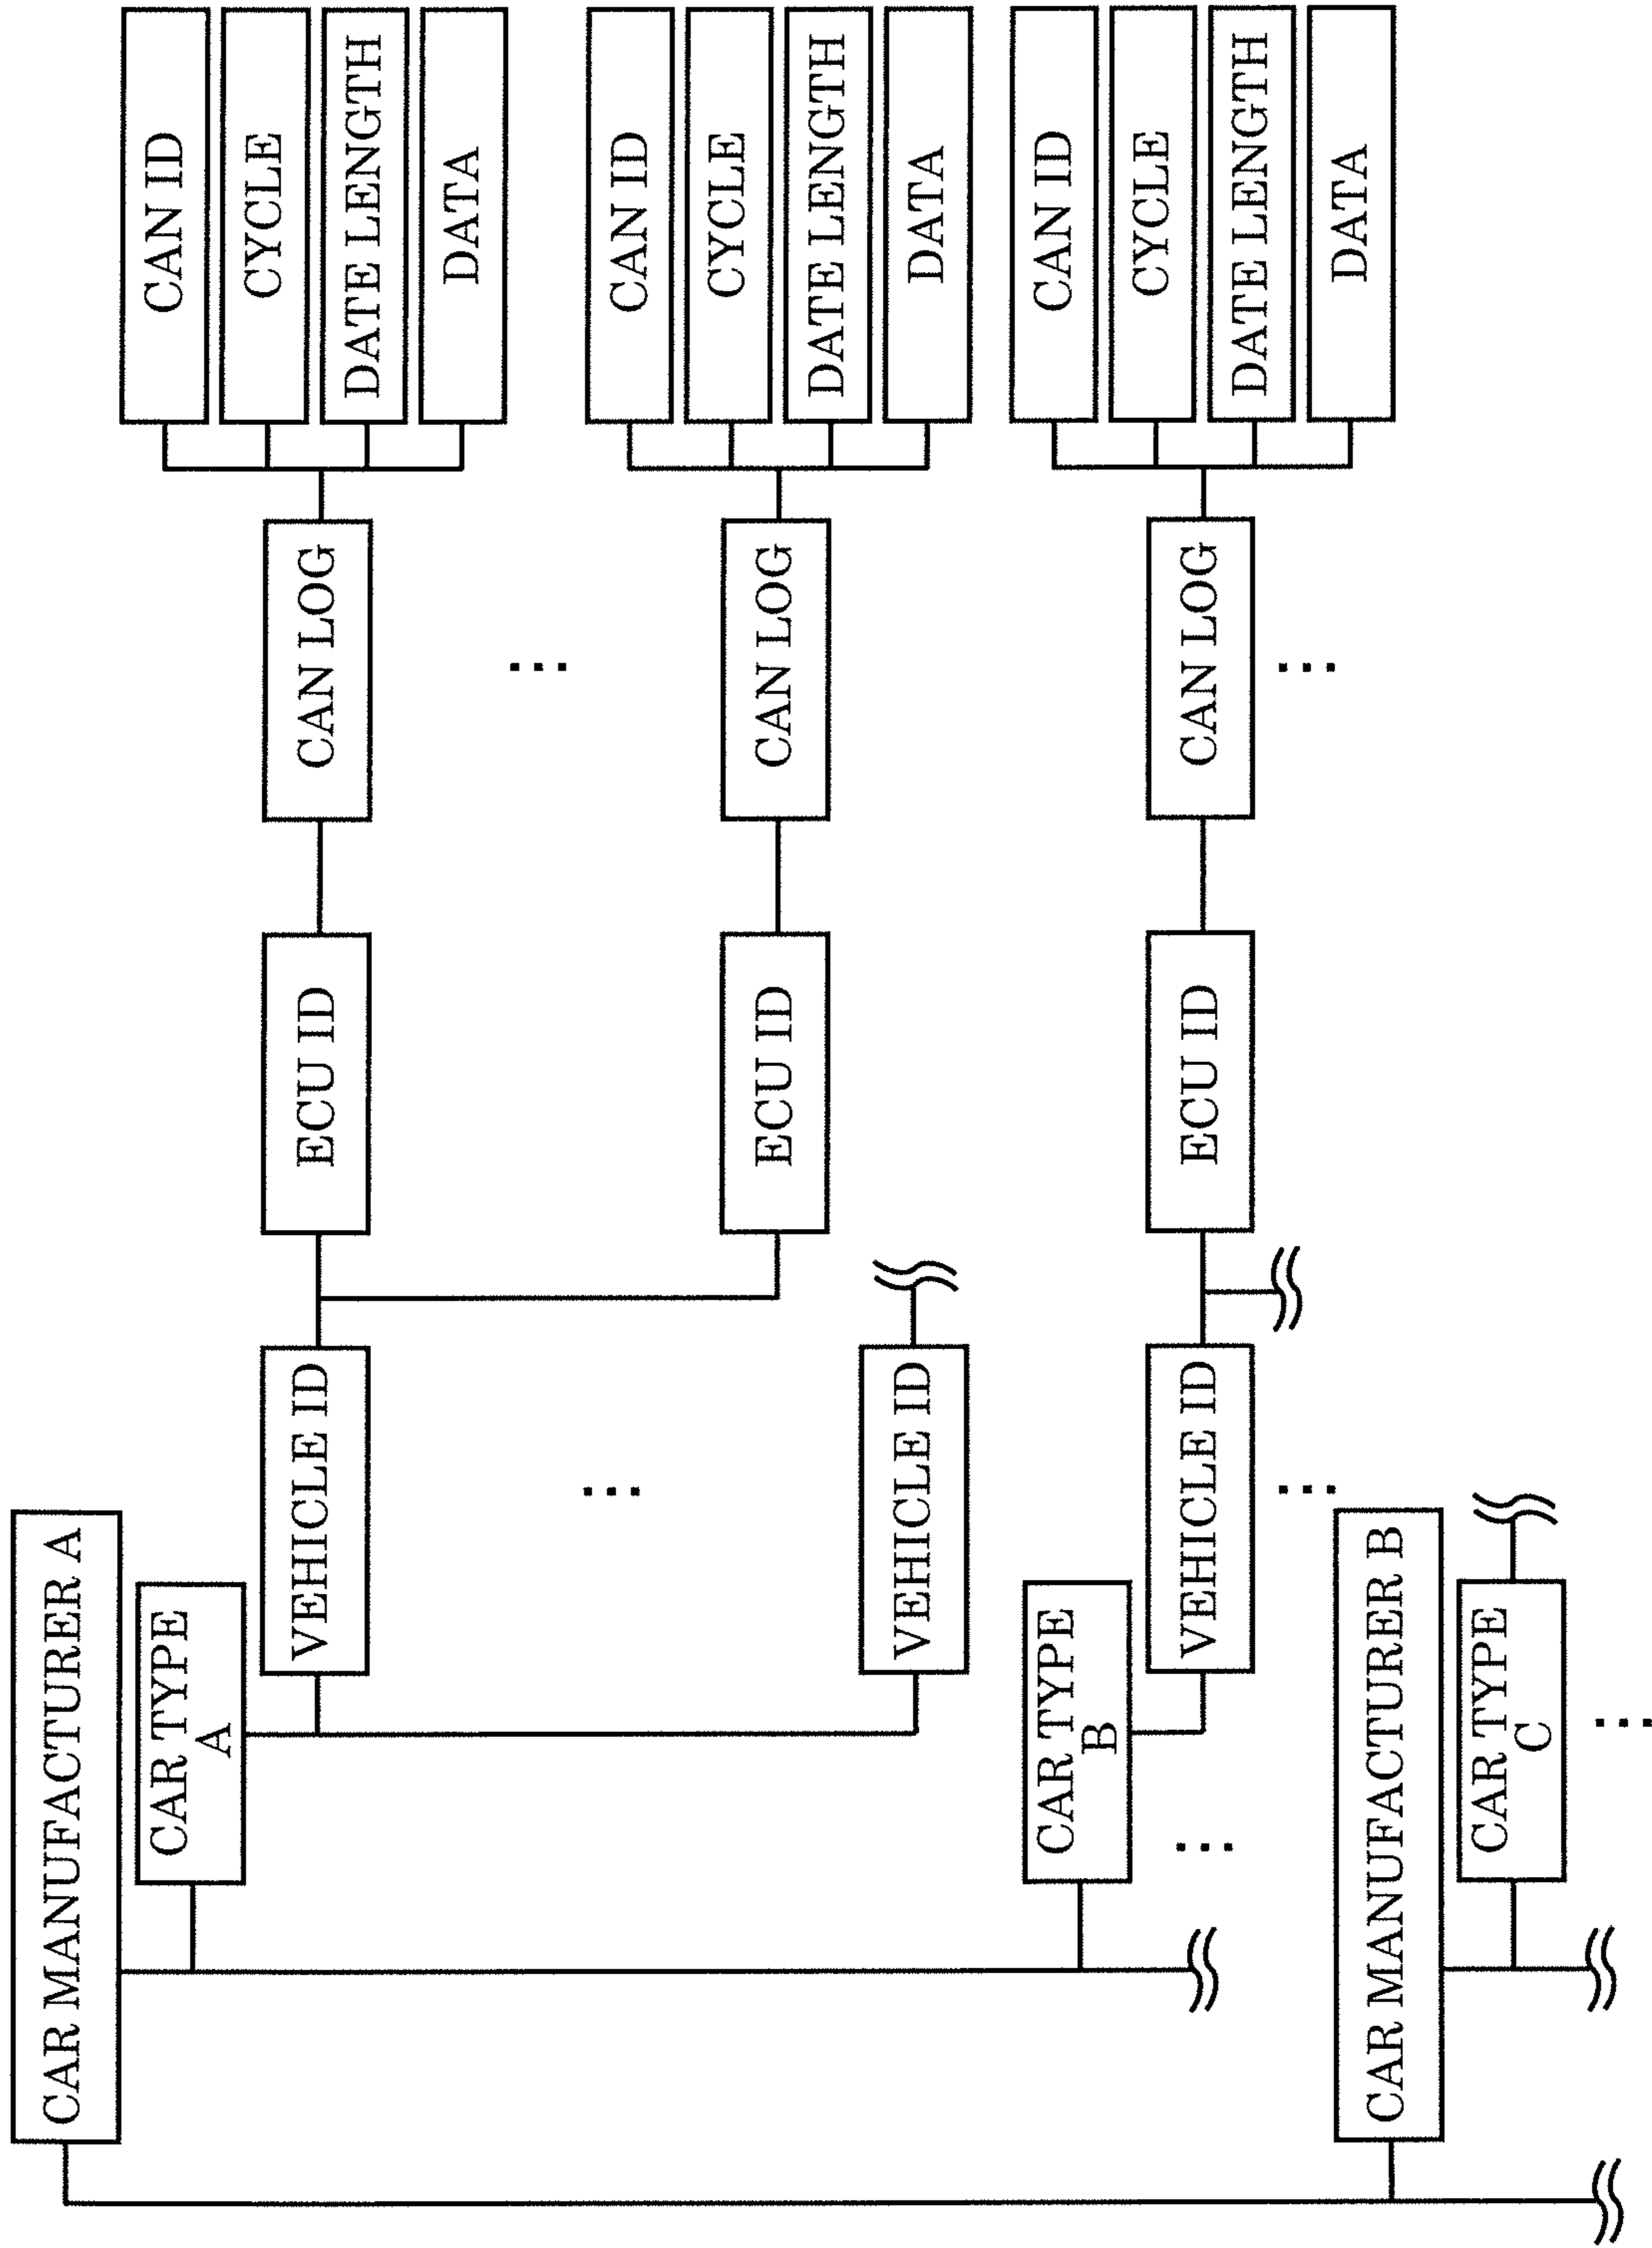 CAR MANUFACTURER A
CAR TYPE
A
VEHICLE ID
ECU ID
CAN LOG
CAN ID
CYCLE
DATE LENGTH
DATA
...
ECU ID
CAN LOG
CAN ID
CYCLE
DATE LENGTH
DATA
...
VEHICLE ID
CAR TYPE
B
VEHICLE ID
ECU ID
CAN LOG
CAN ID
CYCLE
DATE LENGTH
DATA
...
...
...
CAR MANUFACTURER B
CAR TYPE
C
...